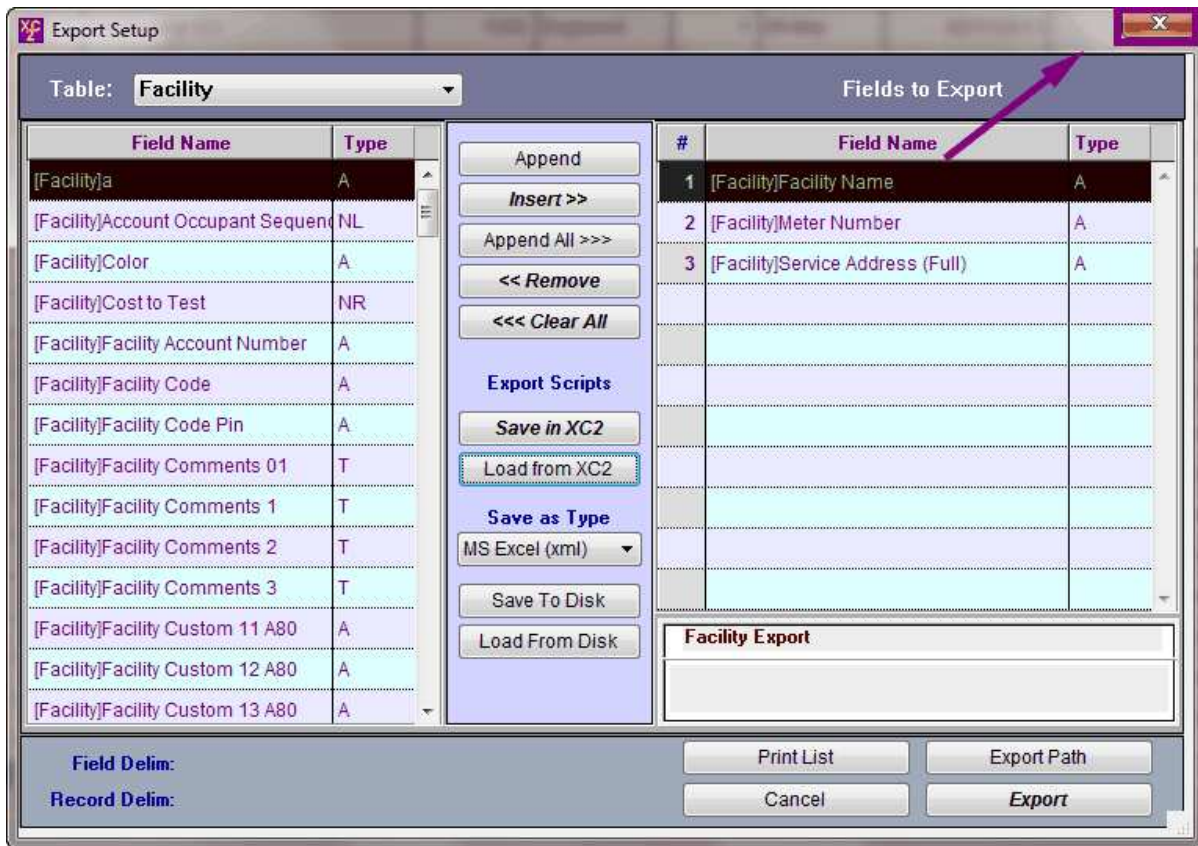 XC2 Export Setup
X
Table: Facility Fields to Export
Field Name Type
[Facility]a A
[Facility]Account Occupant Sequenc NL
[Facility]Color A
[Facility]Cost to Test NR
[Facility]Facility Account Number A
[Facility]Facility Code A
[Facility]Facility Code Pin A
[Facility]Facility Comments 01 T
[Facility]Facility Comments 1 T
[Facility]Facility Comments 2 T
[Facility]Facility Comments 3 T
[Facility]Facility Custom 11 A80 A
[Facility]Facility Custom 12 A80 A
[Facility]Facility Custom 13 A80 A
Append
Insert >>
Append All >>>
<< Remove
<<< Clear All
Export Scripts
Save in XC2
Load from XC2
Save as Type
MS Excel (xml)
Save To Disk
Load From Disk
# Field Name Type
1 [Facility]Facility Name A
2 [Facility]Meter Number A
3 [Facility]Service Address (Full) A
Facility Export
Field Delim:
Record Delim:
Print List Export Path
Cancel Export